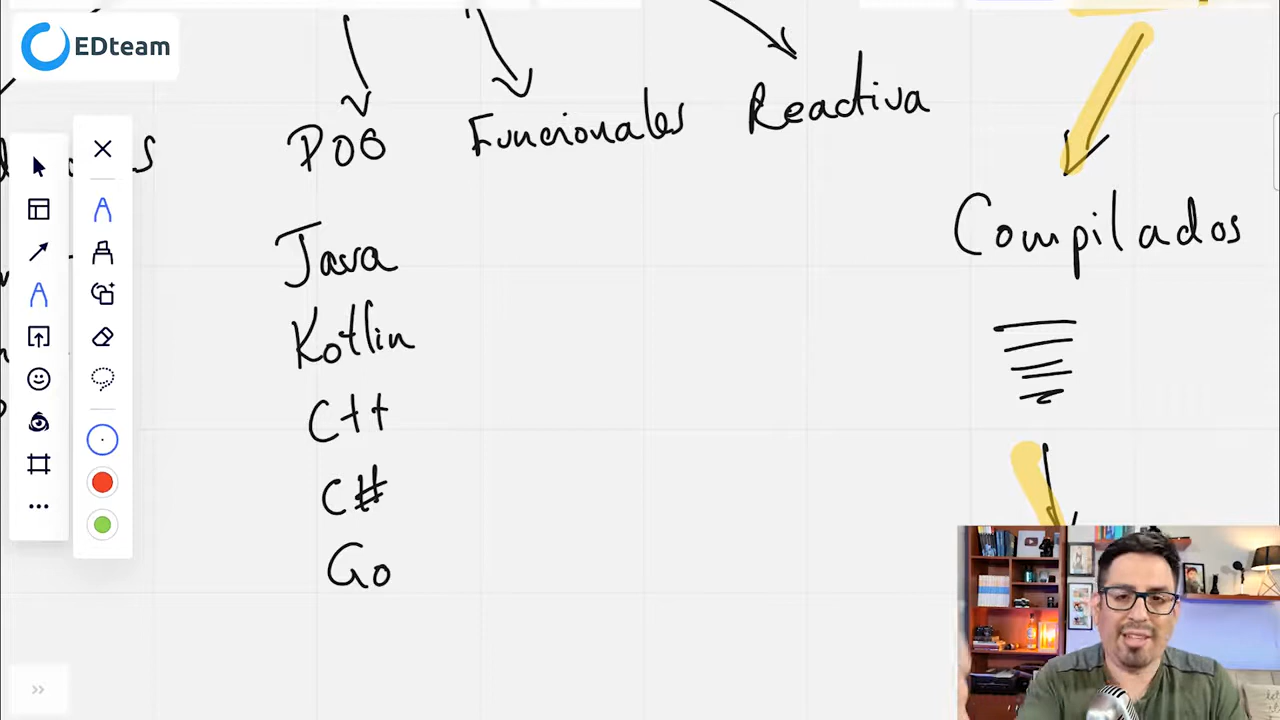 EDteam
POO
Funcionales
Reactiva
Compilados
Java
Kotlin
C++
C#
Go